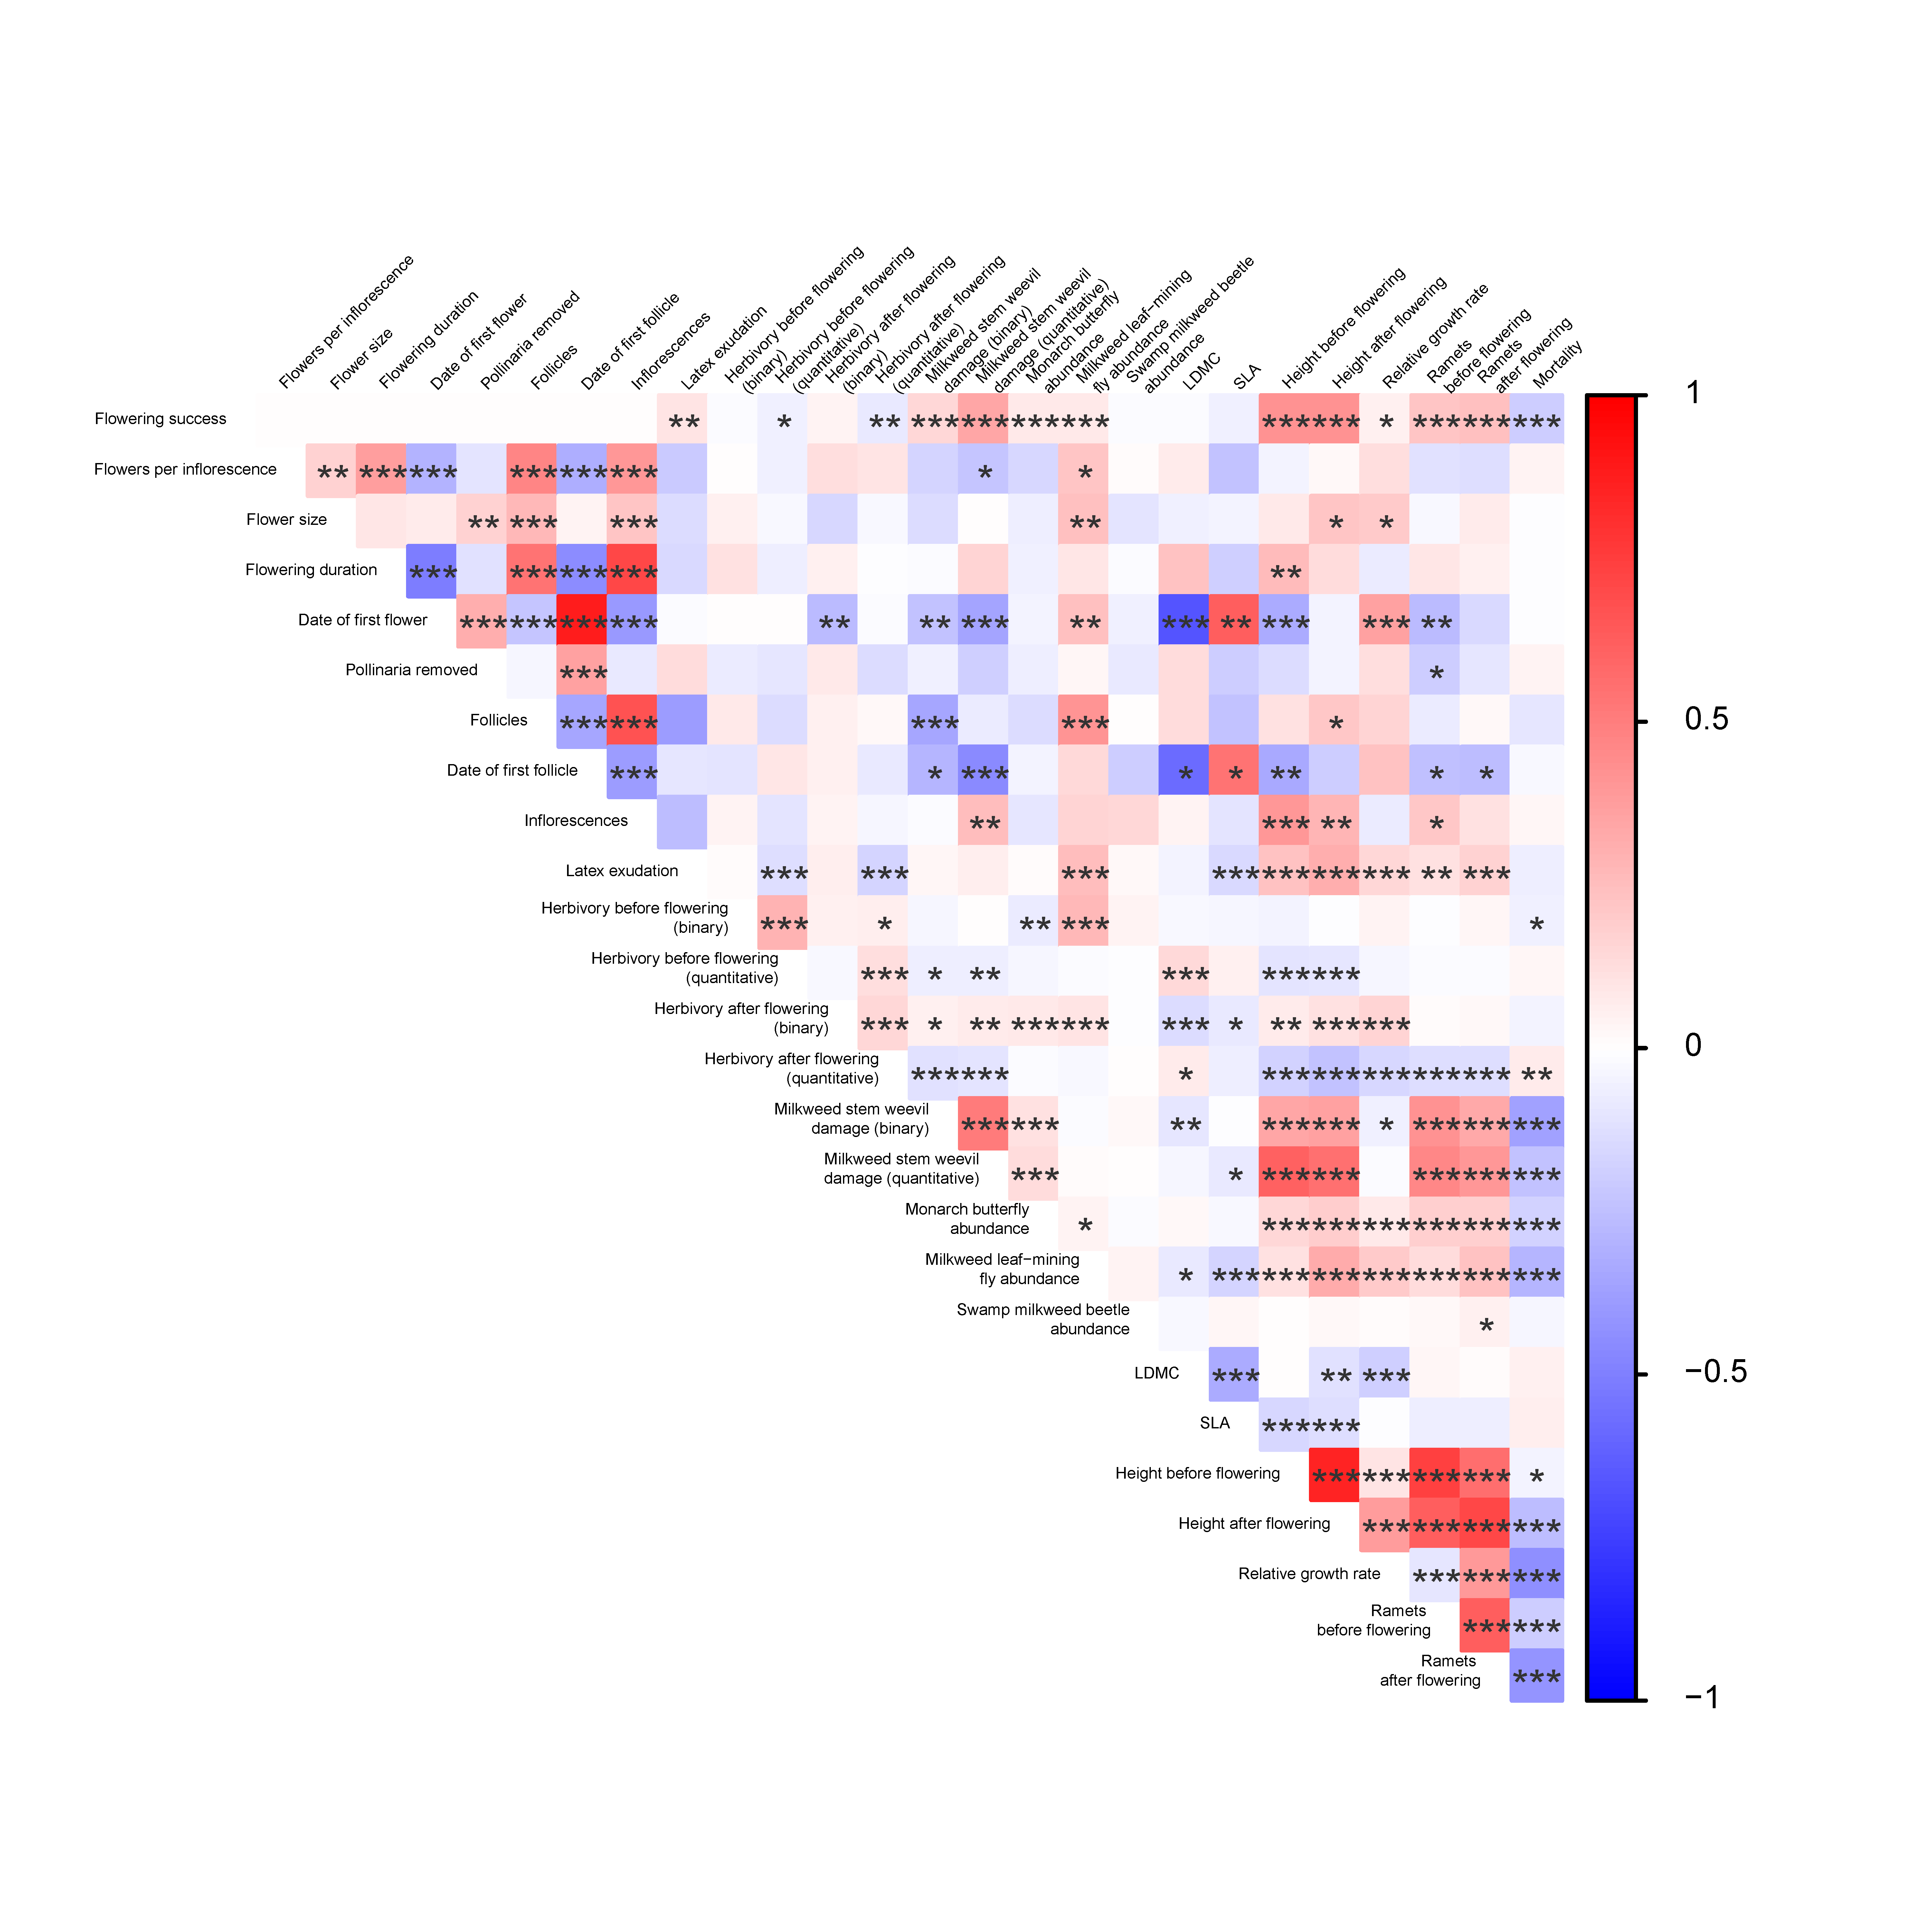 Flowers per inflorescence
Flower size
Flowering duration
Date of first flower
Pollinaria removed
Follicles
Date of first follicle
Inflorescences
Latex exudation
Herbivory before flowering
(binary)
Herbivory before flowering
(quantitative)
Herbivory after flowering
(binary)
Herbivory after flowering
(quantitative)
Milkweed stem weevil
damage (binary)
Milkweed stem weevil
damage (quantitative)
Monarch butterfly
abundance
Milkweed leaf−mining
fly abundance
Swamp milkweed beetle
abundance
LDMC
SLA
Height before flowering
Height after flowering
Relative growth rate
Ramets
before flowering
Ramets
after flowering
Mortality
Flowering success ** * ** *** *** *** *** *** *** * *** *** ***
Flowers per inflorescence ** *** *** *** *** *** * *
Flower size ** *** *** ** * *
Flowering duration *** *** *** *** **
Date of first flower *** *** *** *** ** ** *** ** *** ** *** *** **
Pollinaria removed *** *
Follicles *** *** *** *** *
Date of first follicle *** * *** * * ** * *
Inflorescences ** *** ** *
Latex exudation *** *** *** *** *** *** *** ** ***
Herbivory before flowering
(binary) *** * ** *** *
Herbivory before flowering
(quantitative) *** * ** *** *** ***
Herbivory after flowering
(binary) *** * ** *** *** *** * ** *** ***
Herbivory after flowering
(quantitative) *** *** * *** *** *** *** *** **
Milkweed stem weevil
damage (binary) *** *** ** *** *** * *** *** ***
Milkweed stem weevil
damage (quantitative) *** * *** *** *** *** ***
Monarch butterfly
abundance * *** *** *** *** *** ***
Milkweed leaf−mining
fly abundance * *** *** *** *** *** *** ***
Swamp milkweed beetle
abundance *
LDMC *** ** ***
SLA *** ***
Height before flowering *** *** *** *** *
Height after flowering *** *** *** ***
Relative growth rate *** *** ***
Ramets
before flowering *** ***
Ramets
after flowering ***
1
0.5
0
−0.5
−1